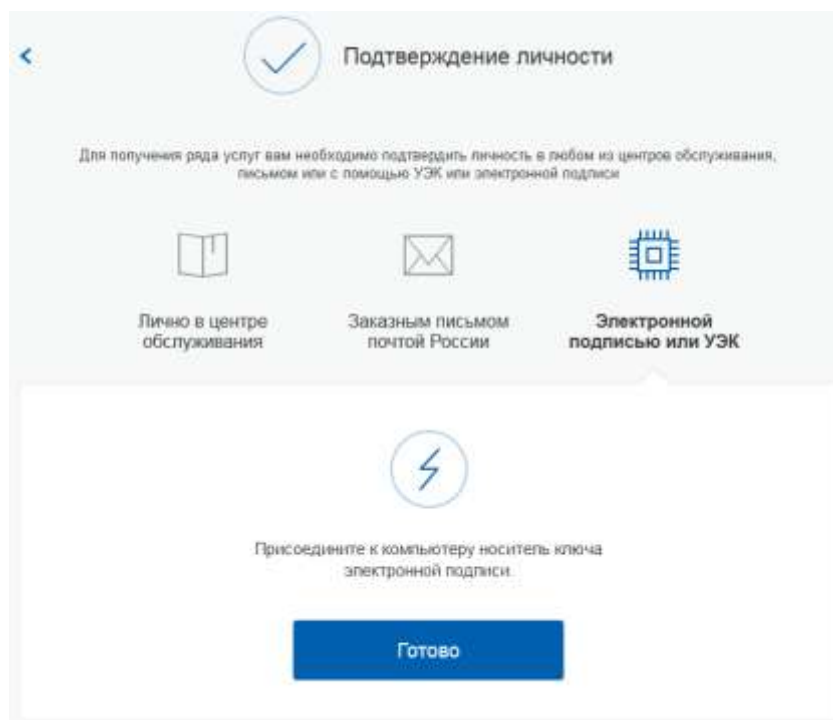 Подтверждение личности
Для получения ряда услуг вам необходимо подтвердить личность в любом из центров обслуживания,
письмом или с помощью УЭК или электронной подписи
Лично в центре
обслуживания
Заказным письмом
почтой России
Электронной
подписью или УЭК
Присоедините к компьютеру носитель ключа
электронной подписи.
Готово